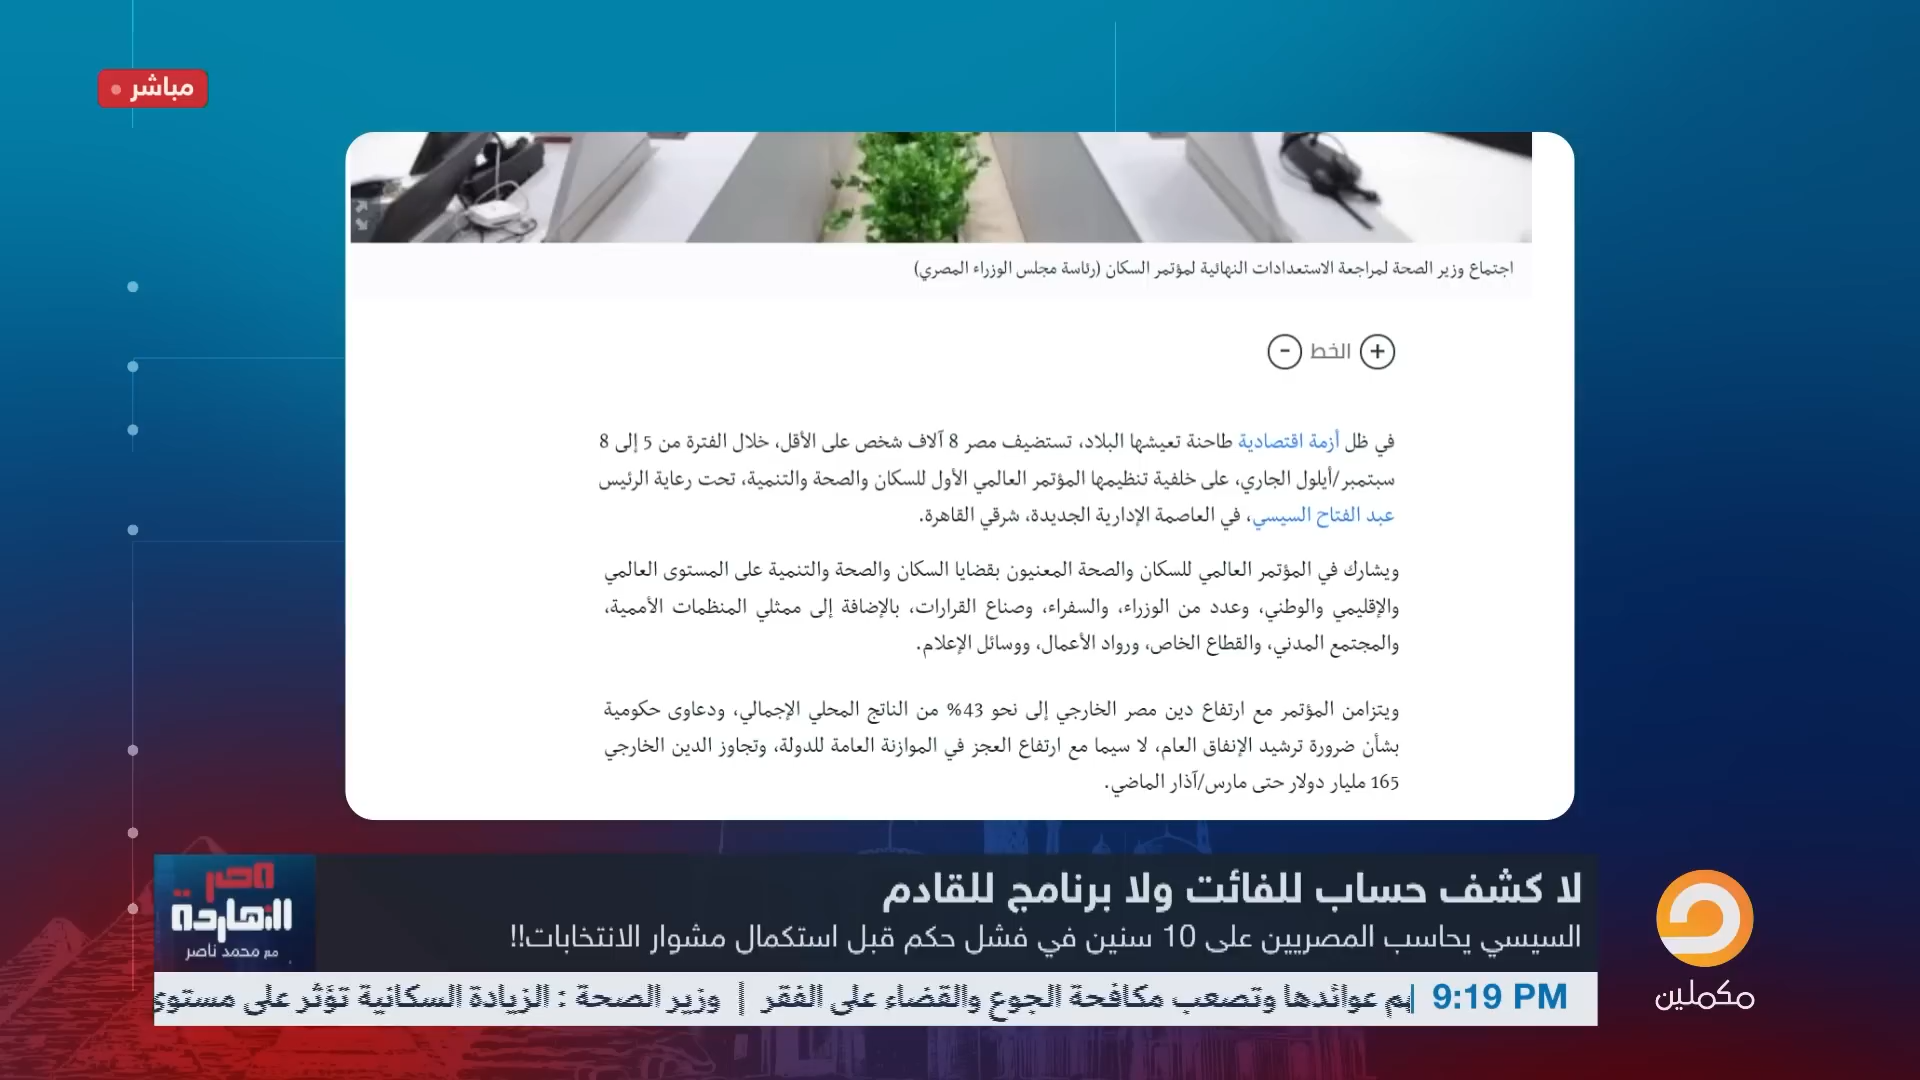 مباشر
اجتماع وزير الصحة لمراجعة الاستعدادات النهائية لمؤتمر السكان (رئاسة مجلس الوزراء المصري)
+ الخط -
في ظل أزمة اقتصادية طاحنة تعيشها البلاد، تستضيف مصر 8 آلاف شخص على الأقل، خلال الفترة من 5 إلى 8
سبتمبر/أيلول الجاري، على خلفية تنظيمها المؤتمر العالمي الأول للسكان والصحة والتنمية، تحت رعاية الرئيس
عبد الفتاح السيسي، في العاصمة الإدارية الجديدة، شرقي القاهرة.
ويشارك في المؤتمر العالمي للسكان والصحة المعنيون بقضايا السكان والصحة والتنمية على المستوى العالمي
والإقليمي والوطني، وعدد من الوزراء، والسفراء، وصناع القرارات، بالإضافة إلى ممثلي المنظمات الأممية،
والمجتمع المدني، والقطاع الخاص، ورواد الأعمال، ووسائل الإعلام.
ويتزامن المؤتمر مع ارتفاع دين مصر الخارجي إلى نحو 43% من الناتج المحلي الإجمالي، ودعاوى حكومية
بشأن ضرورة ترشيد الإنفاق العام، لا سيما مع ارتفاع العجز في الموازنة العامة للدولة، وتجاوز الدين الخارجي
165 مليار دولار حتى مارس/آذار الماضي.
لا كشف حساب للفائت ولا برنامج للقادم
السيسي يحاسب المصريين على 10 سنين في فشل حكم قبل استكمال مشوار الانتخابات!!
مصر
النهاردة
مع محمد ناصر
9:19 PM
عوائدها وتصعب مكافحة الجوع والقضاء على الفقر | وزير الصحة : الزيادة السكانية تؤثر على مستوى
مكملين